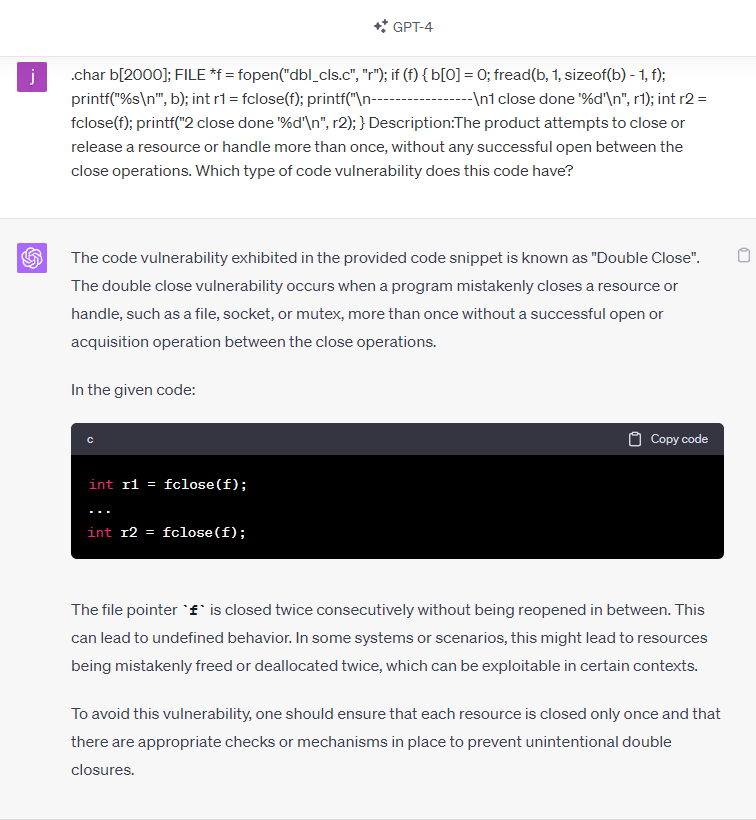 GPT-4
j
.char b[2000]; FILE *f = fopen("dbl_cls.c", "r"); if (f) { b[0] = 0; fread(b, 1, sizeof(b) - 1, f);
printf("%s\n'", b); int r1 = fclose(f); printf("\n-----------------\n1 close done '%d'\n", r1); int r2 =
fclose(f); printf("2 close done '%d'\n", r2); } Description:The product attempts to close or
release a resource or handle more than once, without any successful open between the
close operations. Which type of code vulnerability does this code have?
The code vulnerability exhibited in the provided code snippet is known as "Double Close".
The double close vulnerability occurs when a program mistakenly closes a resource or
handle, such as a file, socket, or mutex, more than once without a successful open or
acquisition operation between the close operations.
In the given code:
c
Copy code
int r1 = fclose(f);
...
int r2 = fclose(f);
The file pointer `f` is closed twice consecutively without being reopened in between. This
can lead to undefined behavior. In some systems or scenarios, this might lead to resources
being mistakenly freed or deallocated twice, which can be exploitable in certain contexts.
To avoid this vulnerability, one should ensure that each resource is closed only once and that
there are appropriate checks or mechanisms in place to prevent unintentional double
closures.